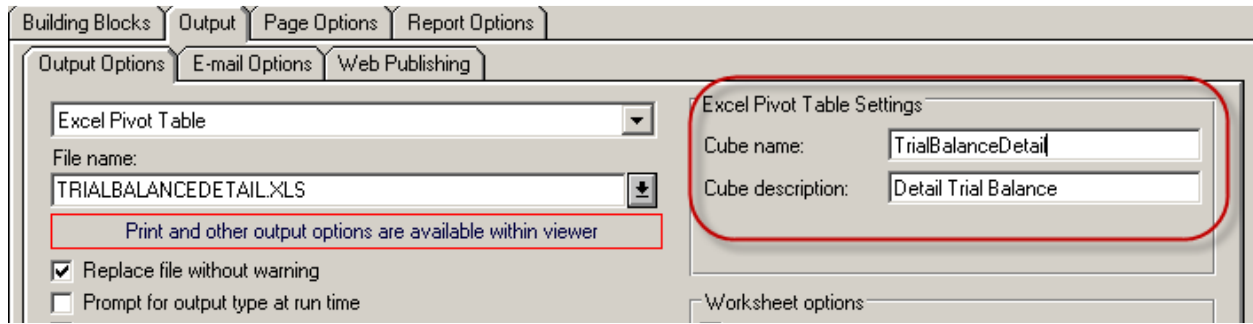 Building Blocks Output Page Options Report Options
Output Options E-mail Options Web Publishing
Excel Pivot Table
File name:
TRIALBALANCEDETAIL.XLS
Print and other output options are available within viewer
Replace file without warning
Prompt for output type at run time
Excel Pivot Table Settings
Cube name: TrialBalanceDetail
Cube description: Detail Trial Balance
Worksheet options